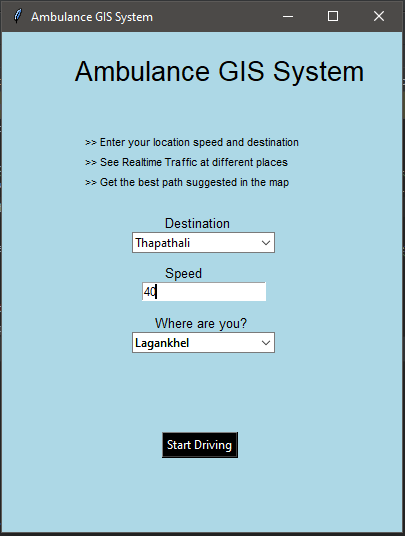 Ambulance GIS System
Ambulance GIS System
>> Enter your location speed and destination
>> See Realtime Traffic at different places
>> Get the best path suggested in the map
Destination
Thapathali
Speed
40
Where are you?
Lagankhel
Start Driving